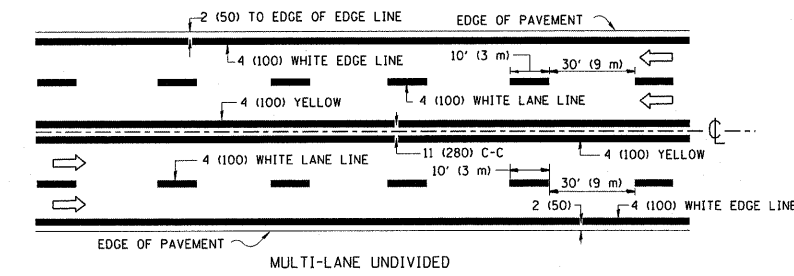 2 (50) TO EDGE OF EDGE LINE
EDGE OF PAVEMENT
4 (100) WHITE EDGE LINE
10' (3 m)
30' (9 m)
4 (100) YELLOW
4 (100) WHITE LANE LINE
℄
4 (100) WHITE LANE LINE
11 (280) C-C
4 (100) YELLOW
10' (3 m)
30' (9 m)
2 (50)
4 (100) WHITE EDGE LINE
EDGE OF PAVEMENT
MULTI-LANE UNDIVIDED